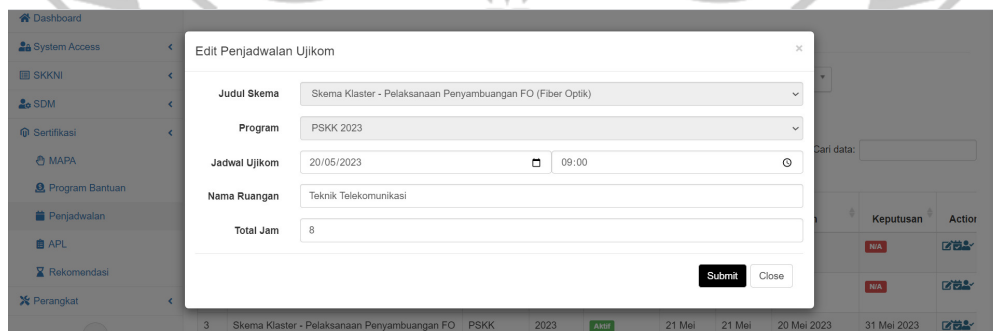 Dashboard
System Access
SKKNI
SDM
Sertifikasi
MAPA
Program Bantuan
Penjadwalan
APL
Rekomendasi
Perangkat
Edit Penjadwalan Ujikom ×
Judul Skema Skema Klaster - Pelaksanaan Penyambuangan FO (Fiber Optik)
Program PSKK 2023
Jadwal Ujikom 20/05/2023 09:00
Nama Ruangan Teknik Telekomunikasi
Total Jam 8
Submit Close
Cari data:
Keputusan Action
N/A
N/A
3 Skema Klaster - Pelaksanaan Penyambuangan FO PSKK 2023 Aktif 21 Mei 21 Mei 20 Mei 2023 31 Mei 2023